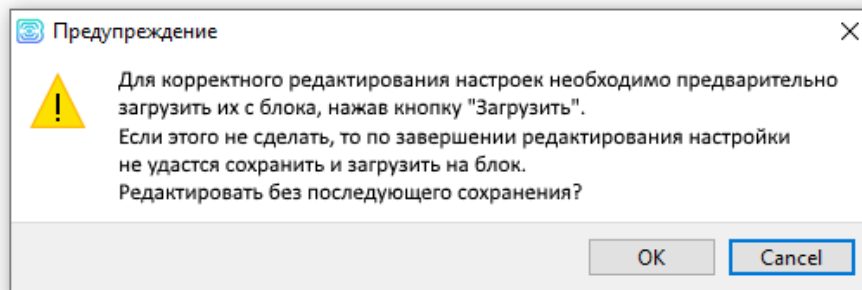 Предупреждение
Для корректного редактирования настроек необходимо предварительно
загрузить их с блока, нажав кнопку "Загрузить".
Если этого не сделать, то по завершении редактирования настройки
не удастся сохранить и загрузить на блок.
Редактировать без последующего сохранения?
OK
Cancel